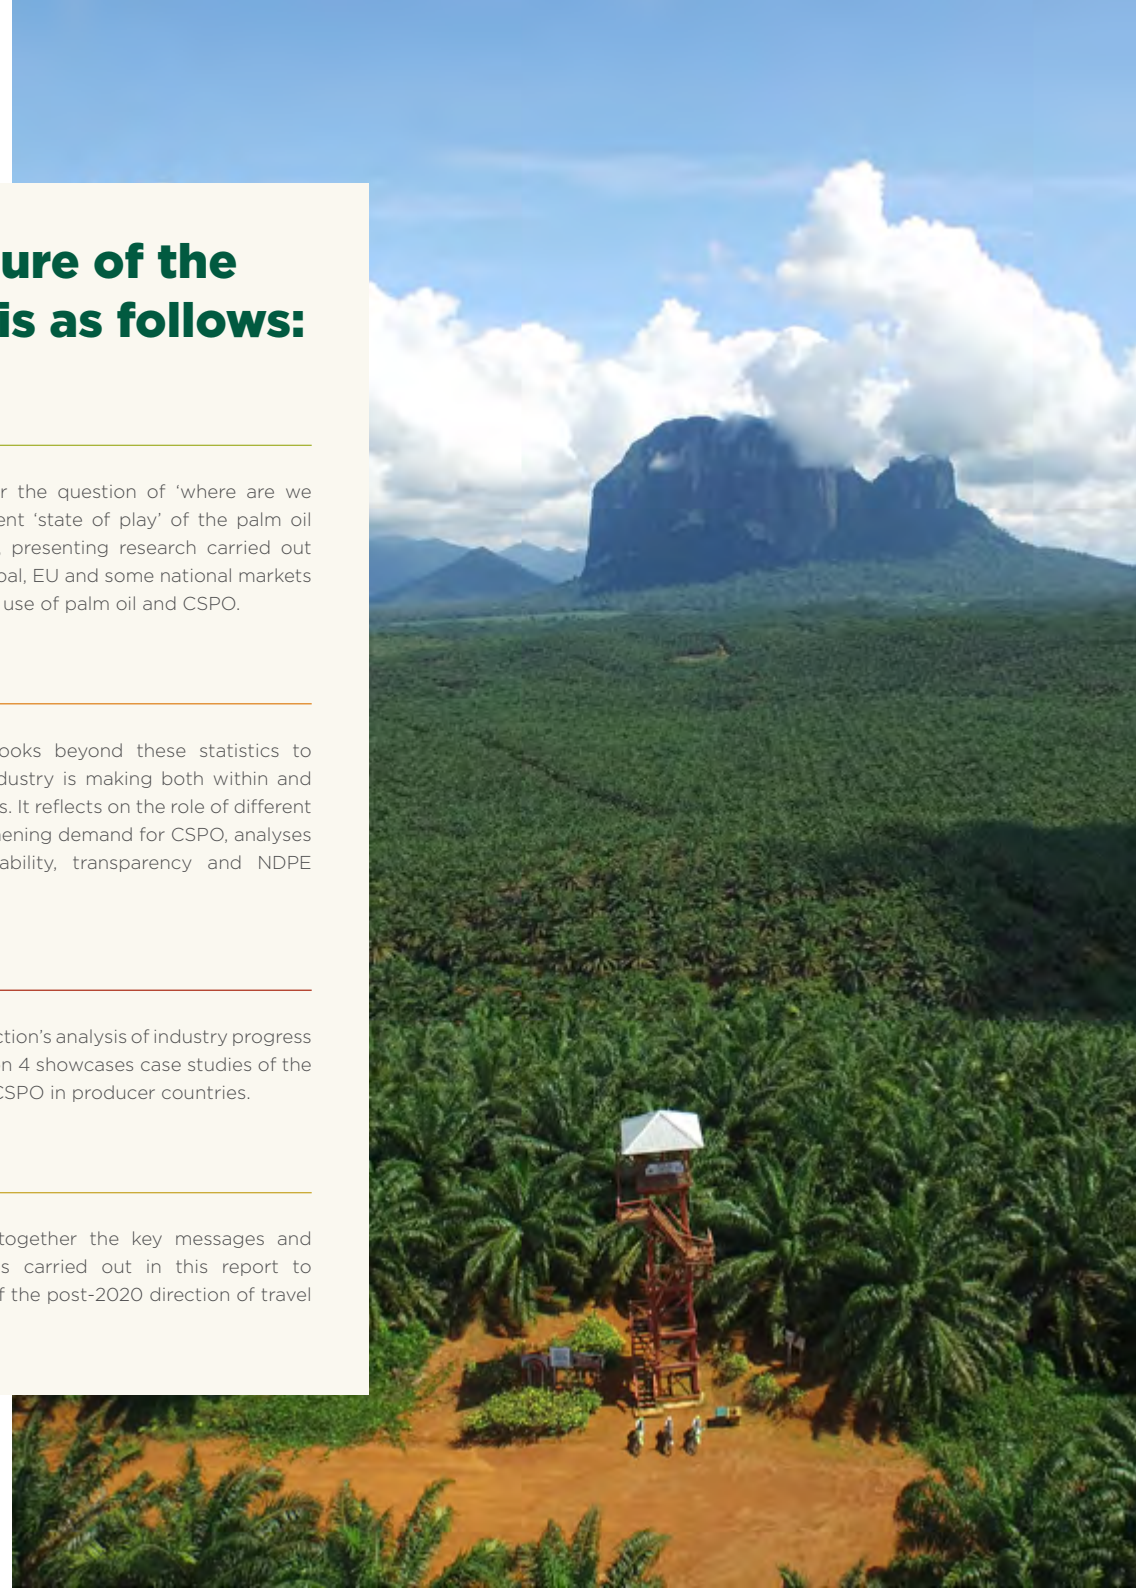 ure of the
is as follows:
r the question of ‘where are we
ent ‘state of play’ of the palm oil
presenting research carried out
bal, EU and some national markets
use of palm oil and CSPO.
ooks beyond these statistics to
dustry is making both within and
s. It reflects on the role of different
ening demand for CSPO, analyses
ability, transparency and NDPE
ction’s analysis of industry progress
n 4 showcases case studies of the
CSPO in producer countries.
together the key messages and
s carried out in this report to
f the post-2020 direction of travel